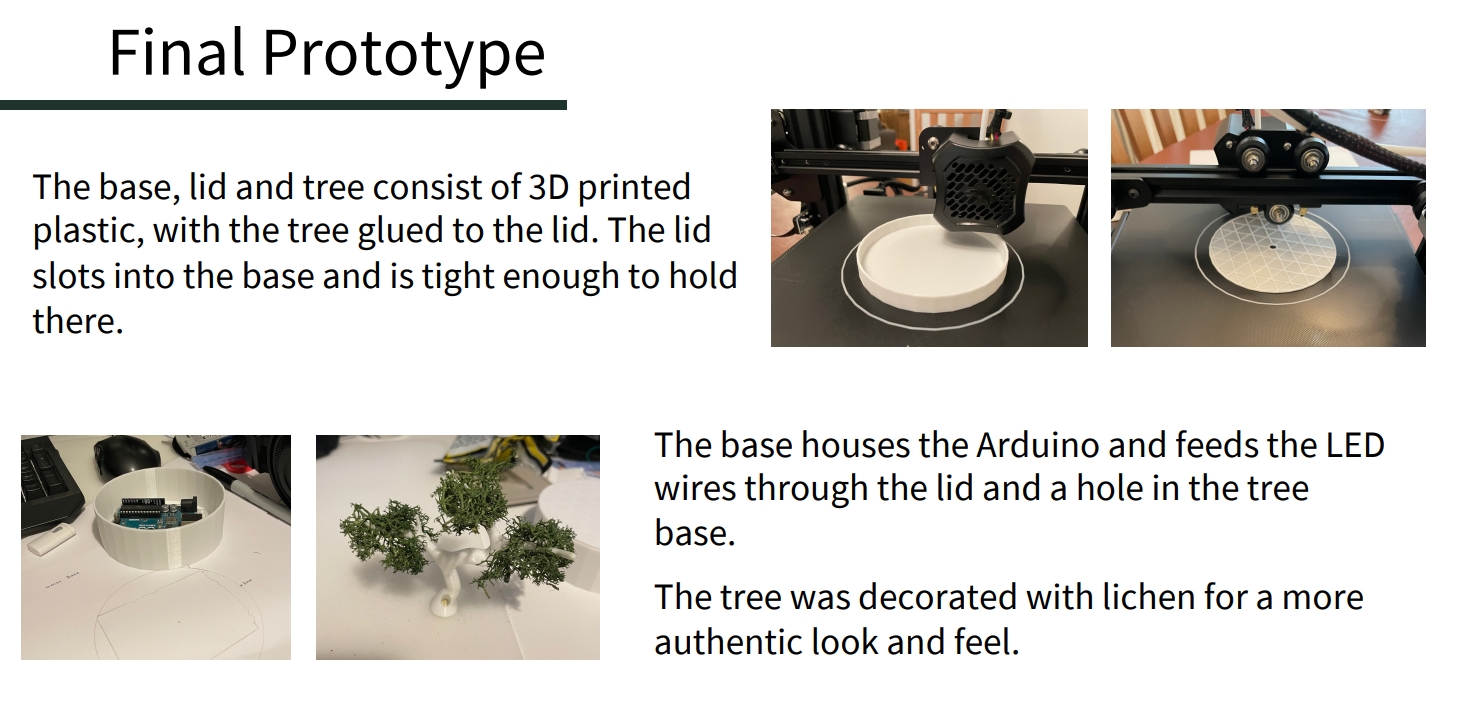 Final Prototype
The base, lid and tree consist of 3D printed
plastic, with the tree glued to the lid. The lid
slots into the base and is tight enough to hold
there.
The base houses the Arduino and feeds the LED
wires through the lid and a hole in the tree
base.
The tree was decorated with lichen for a more
authentic look and feel.